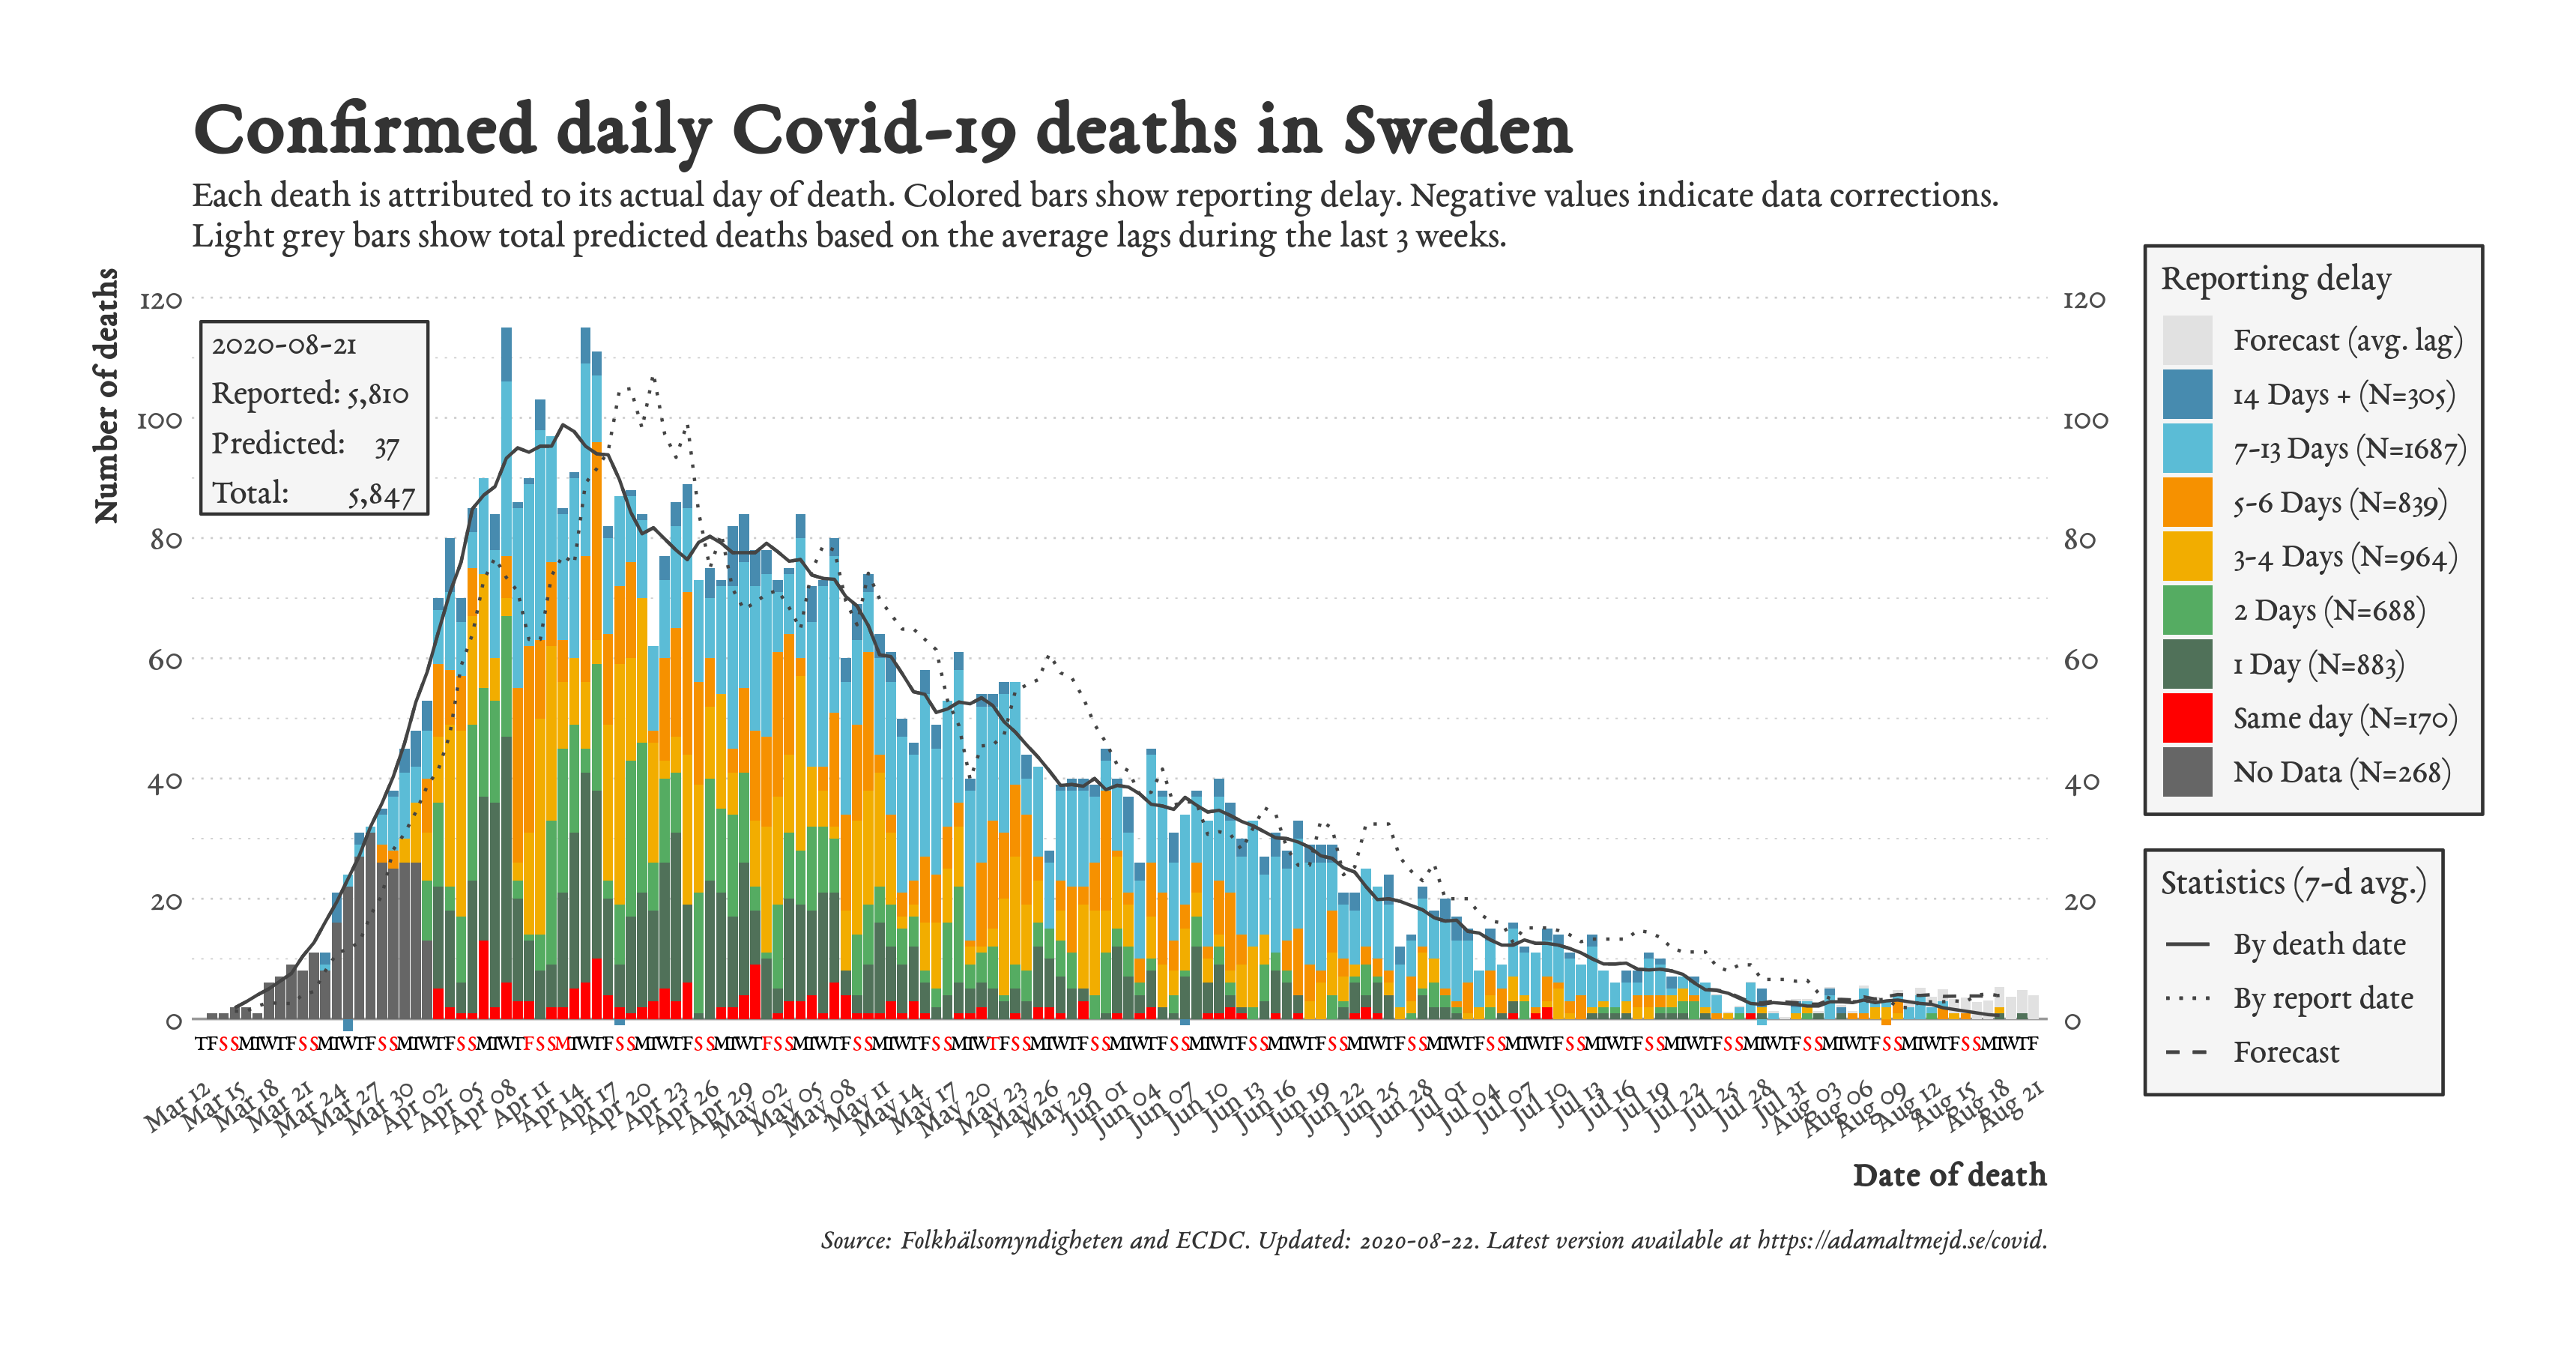 Confirmed daily Covid-19 deaths in Sweden
Each death is attributed to its actual day of death. Colored bars show reporting delay. Negative values indicate data corrections.
Light grey bars show total predicted deaths based on the average lags during the last 3 weeks.
Number of deaths
120
100
80
60
40
20
0
2020-08-21
Reported: 5,810
Predicted: 37
Total: 5,847
120
100
80
60
40
20
0
Reporting delay
Forecast (avg. lag)
14 Days + (N=305)
7-13 Days (N=1687)
5-6 Days (N=839)
3-4 Days (N=964)
2 Days (N=688)
1 Day (N=883)
Same day (N=170)
No Data (N=268)
Statistics (7-d avg.)
By death date
By report date
Forecast
Mar 12
Mar 15
Mar 18
Mar 21
Mar 24
Mar 27
Mar 30
Apr 02
Apr 05
Apr 08
Apr 11
Apr 14
Apr 17
Apr 20
Apr 23
Apr 26
Apr 29
May 02
May 05
May 08
May 11
May 14
May 17
May 20
May 23
May 26
May 29
Jun 01
Jun 04
Jun 07
Jun 10
Jun 13
Jun 16
Jun 19
Jun 22
Jun 25
Jun 28
Jul 01
Jul 04
Jul 07
Jul 10
Jul 13
Jul 16
Jul 19
Jul 22
Jul 25
Jul 28
Jul 31
Aug 03
Aug 06
Aug 09
Aug 12
Aug 15
Aug 18
Aug 21
Date of death
Source: Folkhälsomyndigheten and ECDC. Updated: 2020-08-22. Latest version available at https://adamaltmejd.se/covid.